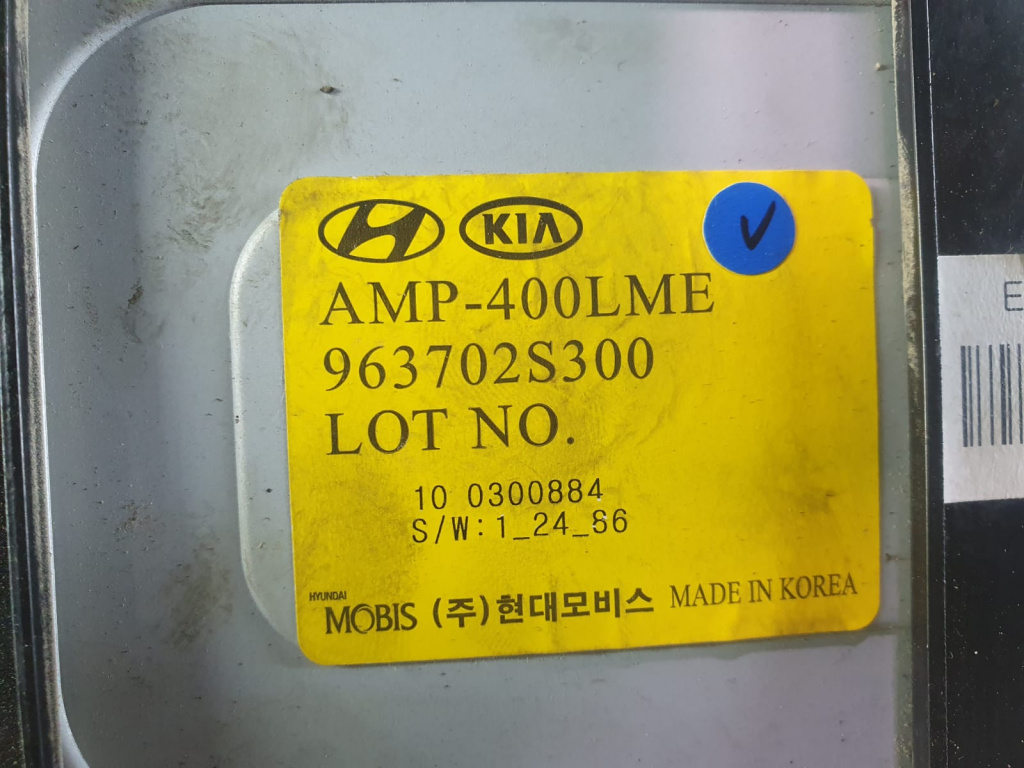 KIA
AMP-400LME
963702S300
LOT NO.
10 0300884
S/W:1_24_86
HYUNDAI
MOBIS (주)현대모비스 MADE IN KOREA
E